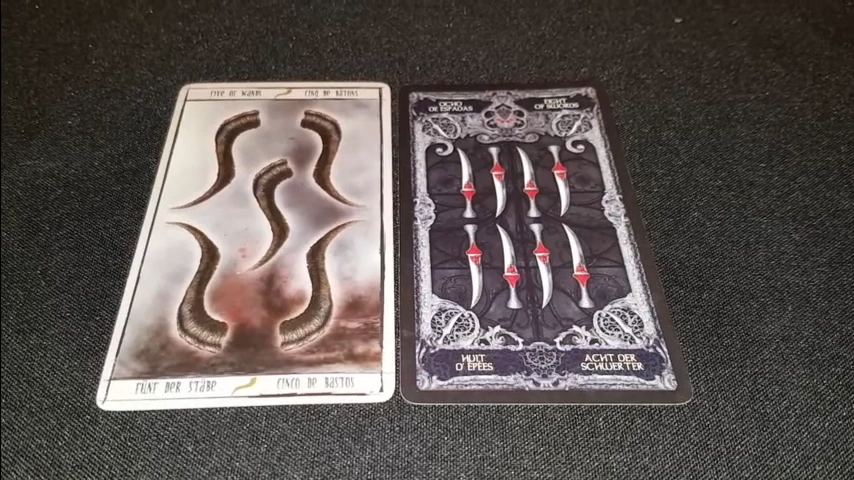 FIVE OF WANDS
CINQ DE BÂTONS
FÜNF DER STÄBE
CINCO DE BASTOS
OCHO
DE ESPADAS
EIGHT
OF SWORDS
HUIT
D'ÉPÉES
ACHT DER
SCHWERTER